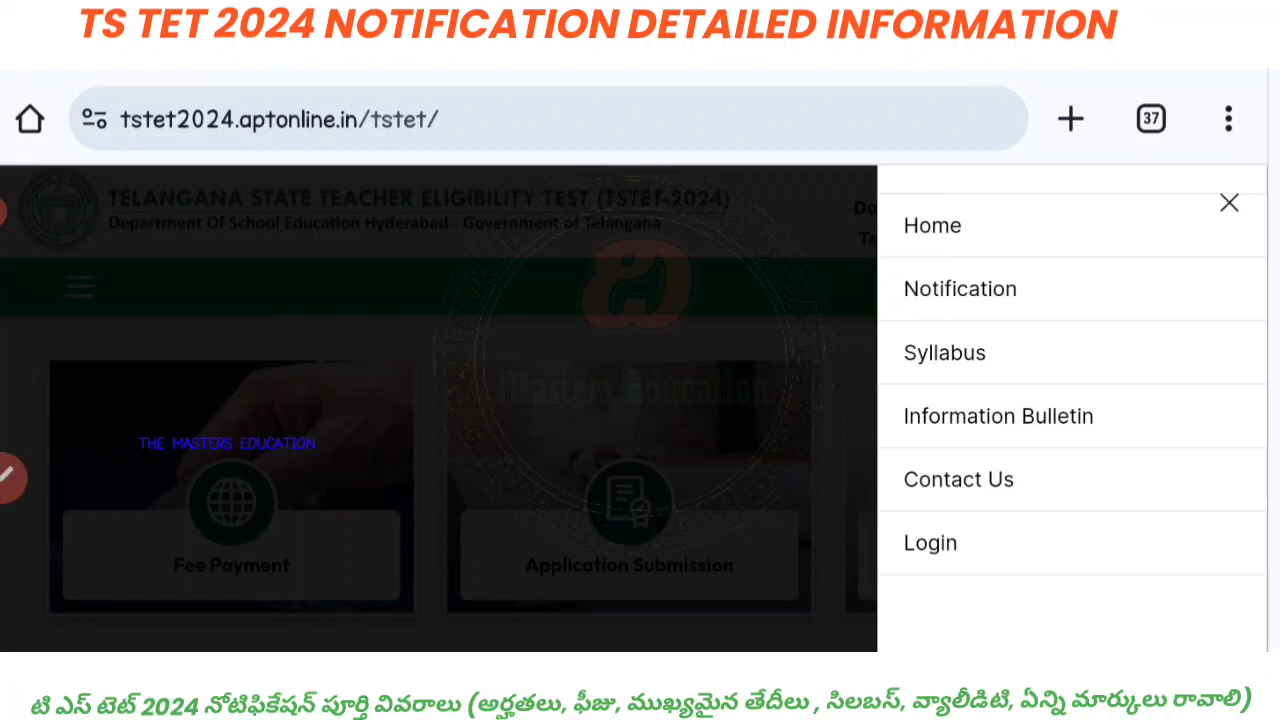 TS TET 2024 NOTIFICATION DETAILED INFORMATION
tstet2024.aptonline.in/tstet/
37
TELANGANA STATE TEACHER ELIGIBILITY TEST (TSTET-2024)
Department Of School Education Hyderabad - Government of Telangana
Home
Notification
Syllabus
Information Bulletin
Contact Us
Login
Masters Education
THE MASTERS EDUCATION
Fee Payment
Application Submission
టి ఎస్ టెట్ 2024 నోటిఫికేషన్ పూర్తి వివరాలు (అర్హతలు, ఫీజు, ముఖ్యమైన తేదీలు , సిలబస్, వ్యాలీడిటి, ఏన్ని మార్కులు రావాలి)